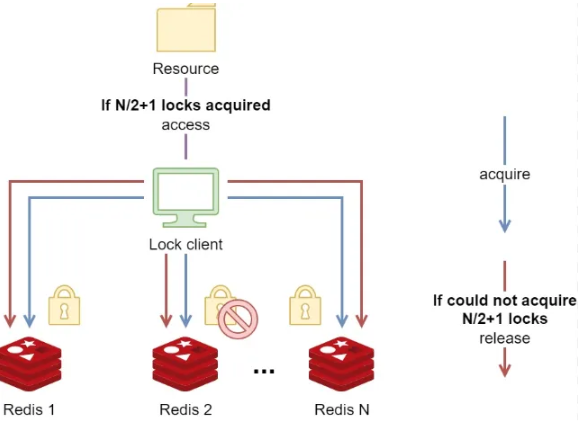 Resource
If N/2+1 locks acquired
access
acquire
Lock client
If could not acquire
N/2+1 locks
release
...
Redis 1
Redis 2
Redis N